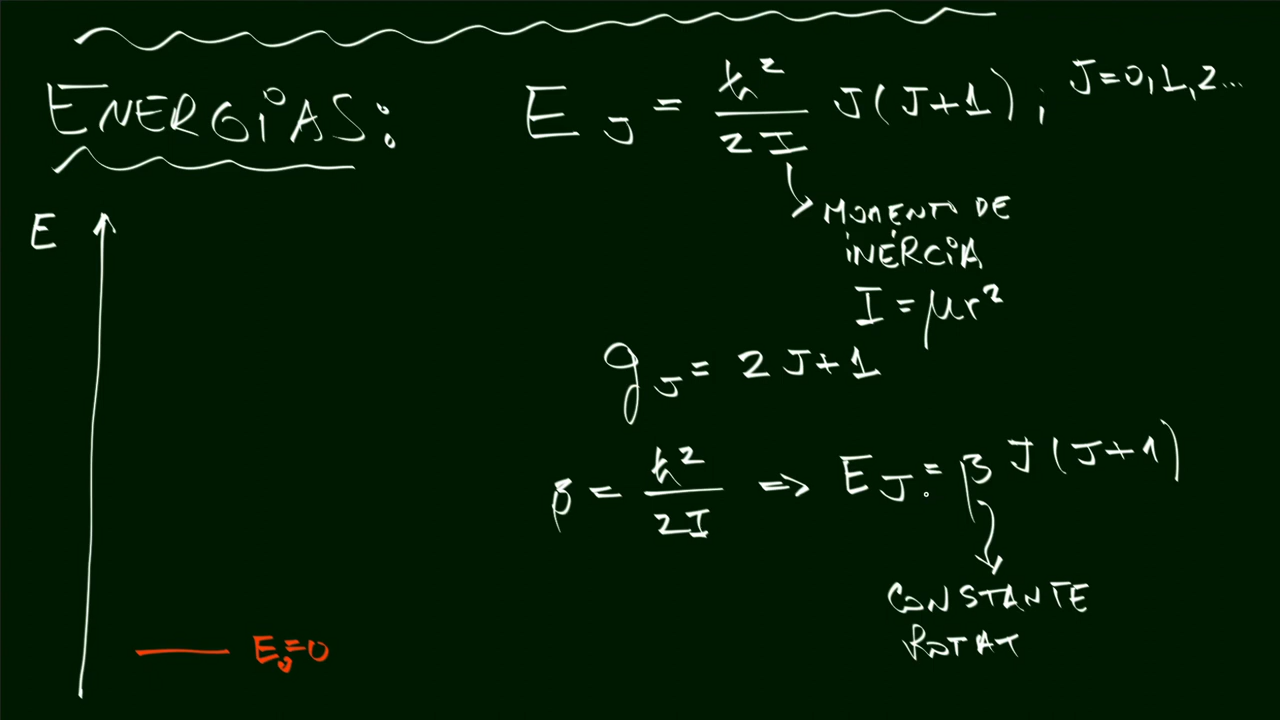 ENERGIAS:
E_J = ħ²/2I J(J+1); J=0,1,2...
MOMENTO DE
INÉRCIA
I = μr²
g_J = 2J+1
β = ħ²/2I => E_J = β J(J+1)
CONSTANTE
ROTAT
E
E₀=0